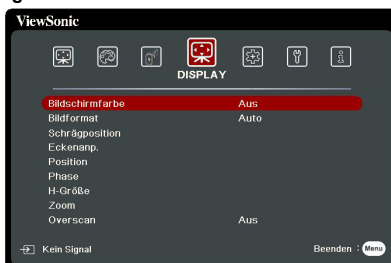 ViewSonic
DISPLAY
Bildschirmfarbe Aus
Bildformat Auto
Schrägposition
Eckenanp.
Position
Phase
H-Größe
Zoom
Overscan Aus
Kein Signal Beenden : Menu